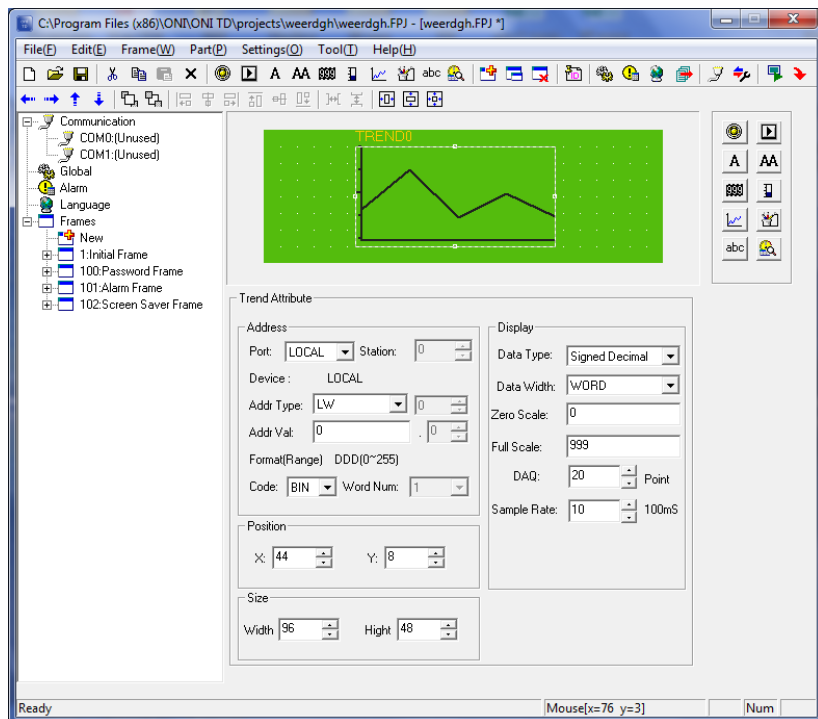 C:\Program Files (x86)\ONI\ONI TD\projects\weerdgh\weerdgh.FPJ - [weerdgh.FPJ *]
File(F) Edit(E) Frame(W) Part(P) Settings(O) Tool(T) Help(H)
A AA abc
Communication
COM0:(Unused)
COM1:(Unused)
Global
Alarm
Language
Frames
New
1:Initial Frame
100:Password Frame
101:Alarm Frame
102:Screen Saver Frame
TREND0
A AA
abc
Trend Attribute
Address
Port: LOCAL Station: 0
Device : LOCAL
Addr Type: LW 0
Addr Val: 0 . 0
Format(Range) DDD(0~255)
Code: BIN Word Num: 1
Position
X: 44 Y: 8
Size
Width 96 Hight 48
Display
Data Type: Signed Decimal
Data Width: WORD
Zero Scale: 0
Full Scale: 999
DAQ: 20 Point
Sample Rate: 10 100mS
Ready Mouse[x=76 y=3] Num